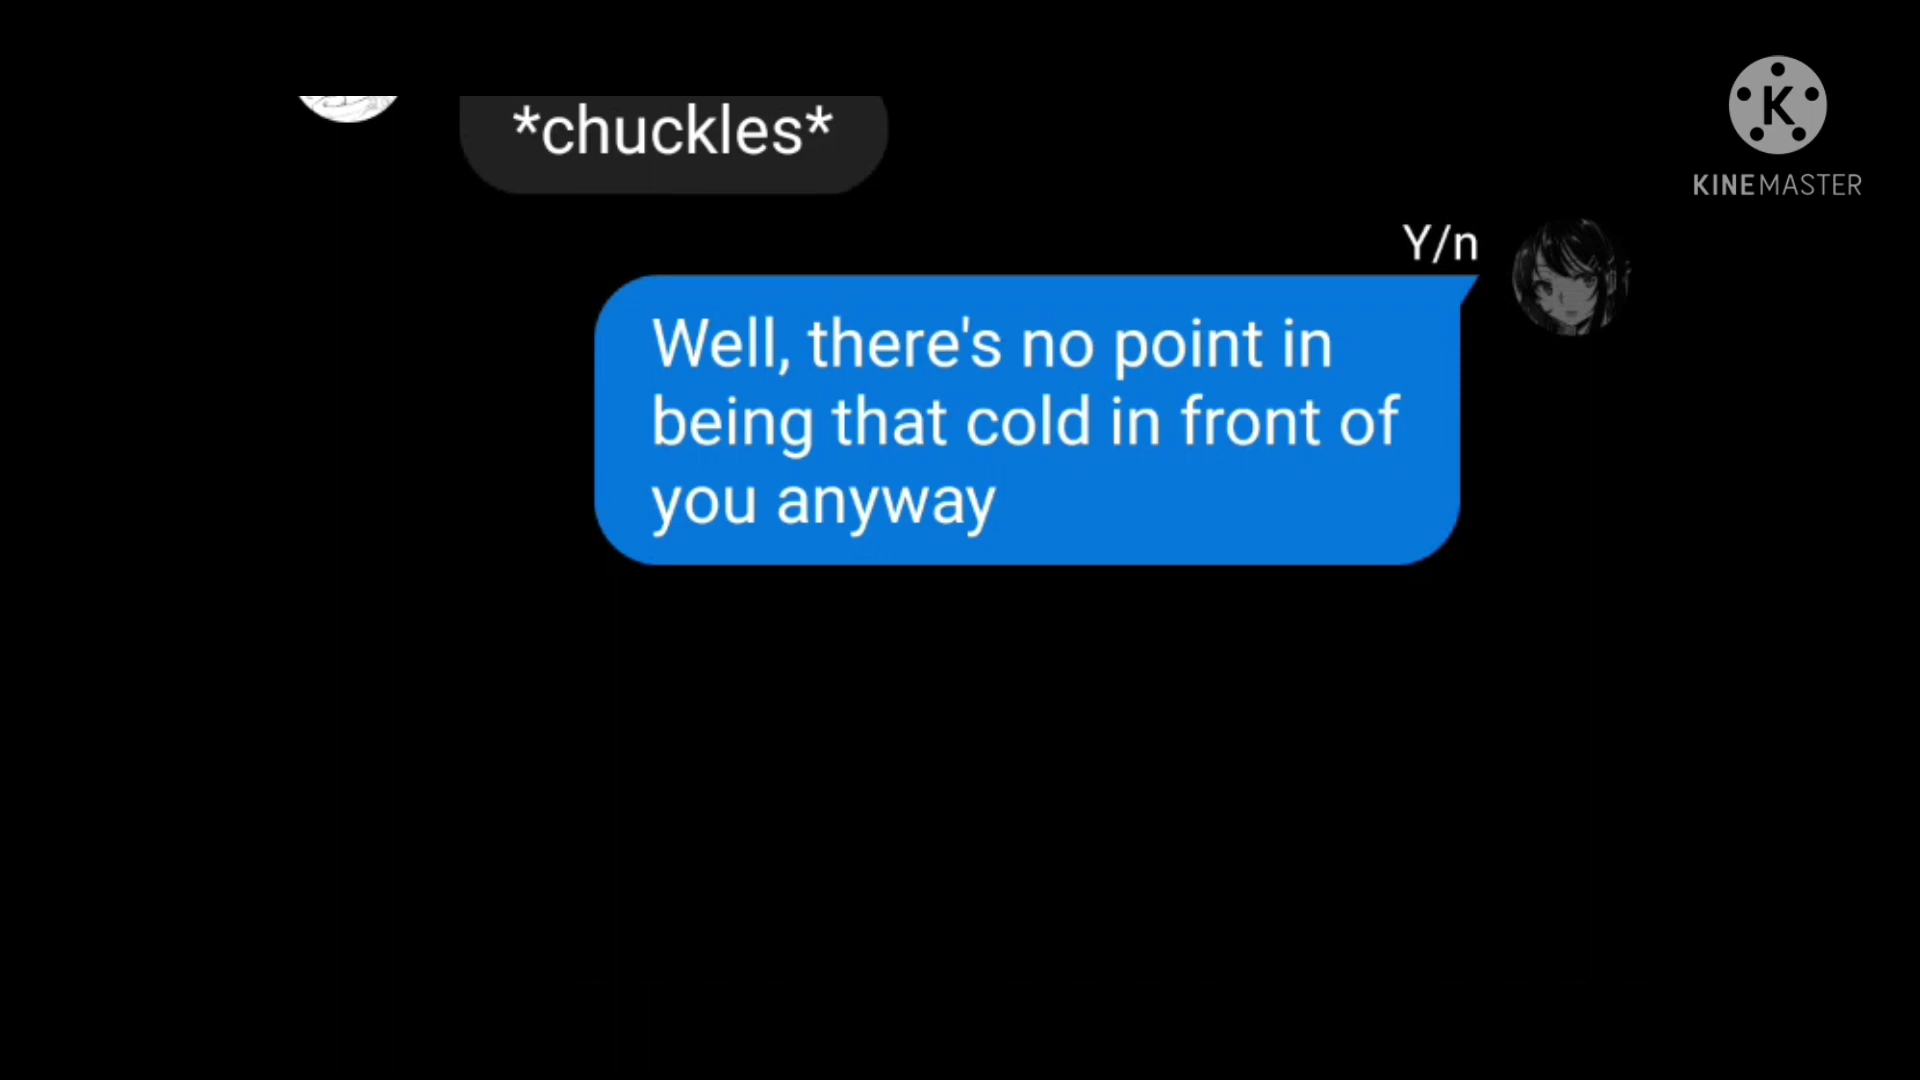 *chuckles*
K
KINEMASTER
Y/n
Well, there's no point in
being that cold in front of
you anyway